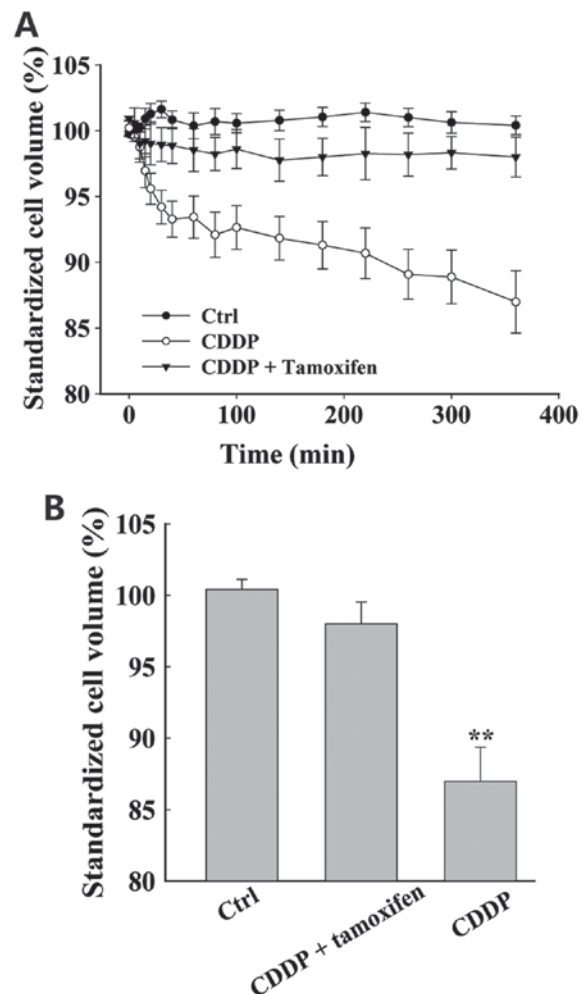 A
Standardized cell volume (%)
105
100
95
90
85
80
Ctrl
CDDP
CDDP + Tamoxifen
0
100
200
300
400
Time (min)
B
Standardized cell volume (%)
105
100
95
90
85
80
**
Ctrl
CDDP + tamoxifen
CDDP